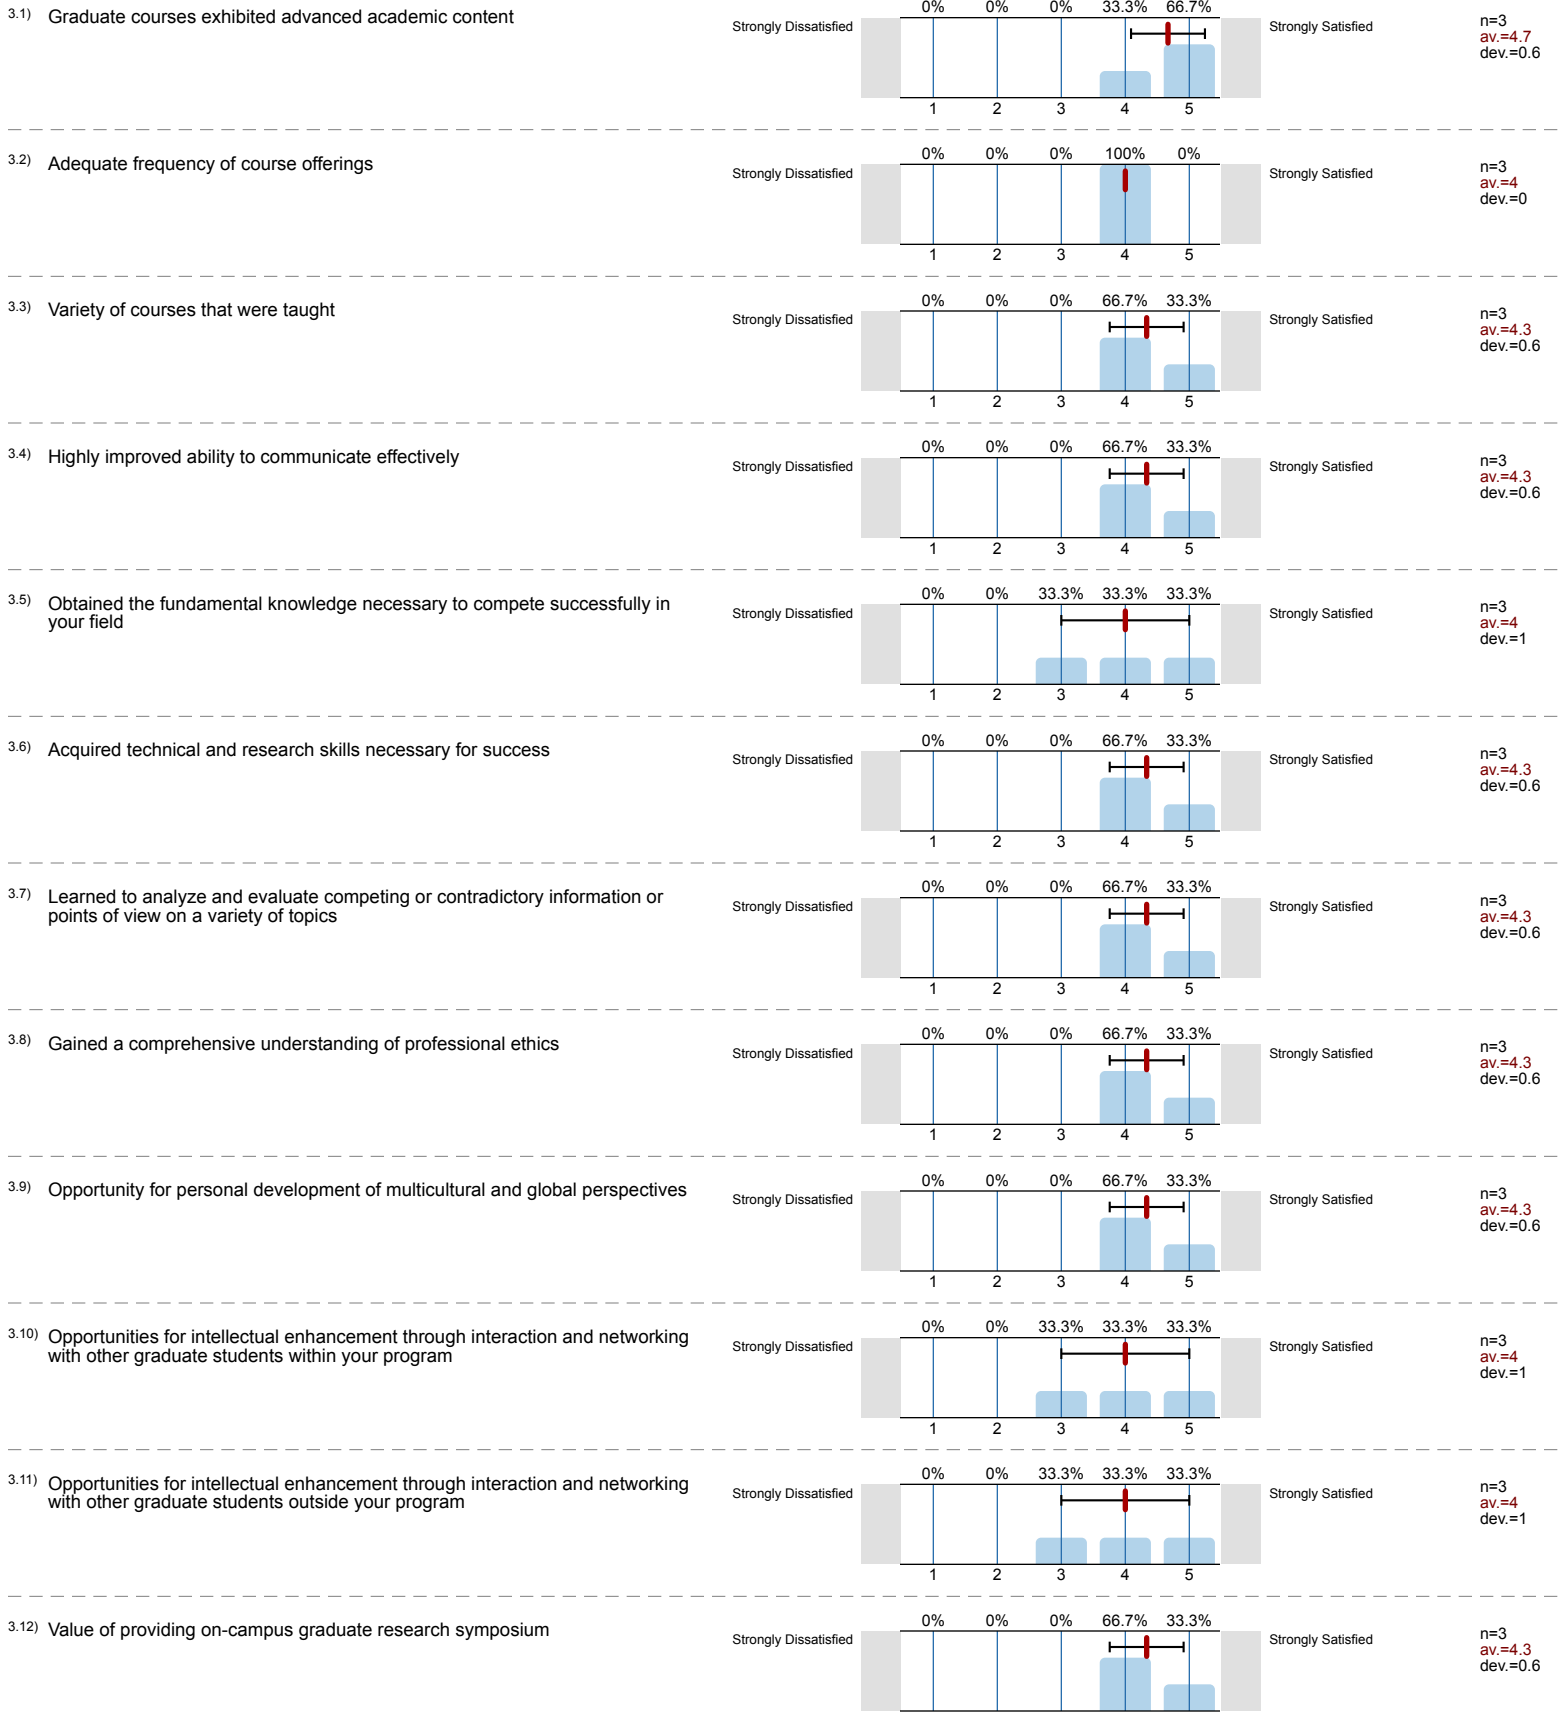 3.1) Graduate courses exhibited advanced academic content
0% 0% 0% 33.3% 66.7%
Strongly Dissatisfied Strongly Satisfied
n=3
av.=4.7
dev.=0.6
1 2 3 4 5
3.2) Adequate frequency of course offerings
0% 0% 0% 100% 0%
Strongly Dissatisfied Strongly Satisfied
n=3
av.=4
dev.=0
1 2 3 4 5
3.3) Variety of courses that were taught
0% 0% 0% 66.7% 33.3%
Strongly Dissatisfied Strongly Satisfied
n=3
av.=4.3
dev.=0.6
1 2 3 4 5
3.4) Highly improved ability to communicate effectively
0% 0% 0% 66.7% 33.3%
Strongly Dissatisfied Strongly Satisfied
n=3
av.=4.3
dev.=0.6
1 2 3 4 5
3.5) Obtained the fundamental knowledge necessary to compete successfully in
your field
0% 0% 33.3% 33.3% 33.3%
Strongly Dissatisfied Strongly Satisfied
n=3
av.=4
dev.=1
1 2 3 4 5
3.6) Acquired technical and research skills necessary for success
0% 0% 0% 66.7% 33.3%
Strongly Dissatisfied Strongly Satisfied
n=3
av.=4.3
dev.=0.6
1 2 3 4 5
3.7) Learned to analyze and evaluate competing or contradictory information or
points of view on a variety of topics
0% 0% 0% 66.7% 33.3%
Strongly Dissatisfied Strongly Satisfied
n=3
av.=4.3
dev.=0.6
1 2 3 4 5
3.8) Gained a comprehensive understanding of professional ethics
0% 0% 0% 66.7% 33.3%
Strongly Dissatisfied Strongly Satisfied
n=3
av.=4.3
dev.=0.6
1 2 3 4 5
3.9) Opportunity for personal development of multicultural and global perspectives
0% 0% 0% 66.7% 33.3%
Strongly Dissatisfied Strongly Satisfied
n=3
av.=4.3
dev.=0.6
1 2 3 4 5
3.10) Opportunities for intellectual enhancement through interaction and networking
with other graduate students within your program
0% 0% 33.3% 33.3% 33.3%
Strongly Dissatisfied Strongly Satisfied
n=3
av.=4
dev.=1
1 2 3 4 5
3.11) Opportunities for intellectual enhancement through interaction and networking
with other graduate students outside your program
0% 0% 33.3% 33.3% 33.3%
Strongly Dissatisfied Strongly Satisfied
n=3
av.=4
dev.=1
1 2 3 4 5
3.12) Value of providing on-campus graduate research symposium
0% 0% 0% 66.7% 33.3%
Strongly Dissatisfied Strongly Satisfied
n=3
av.=4.3
dev.=0.6